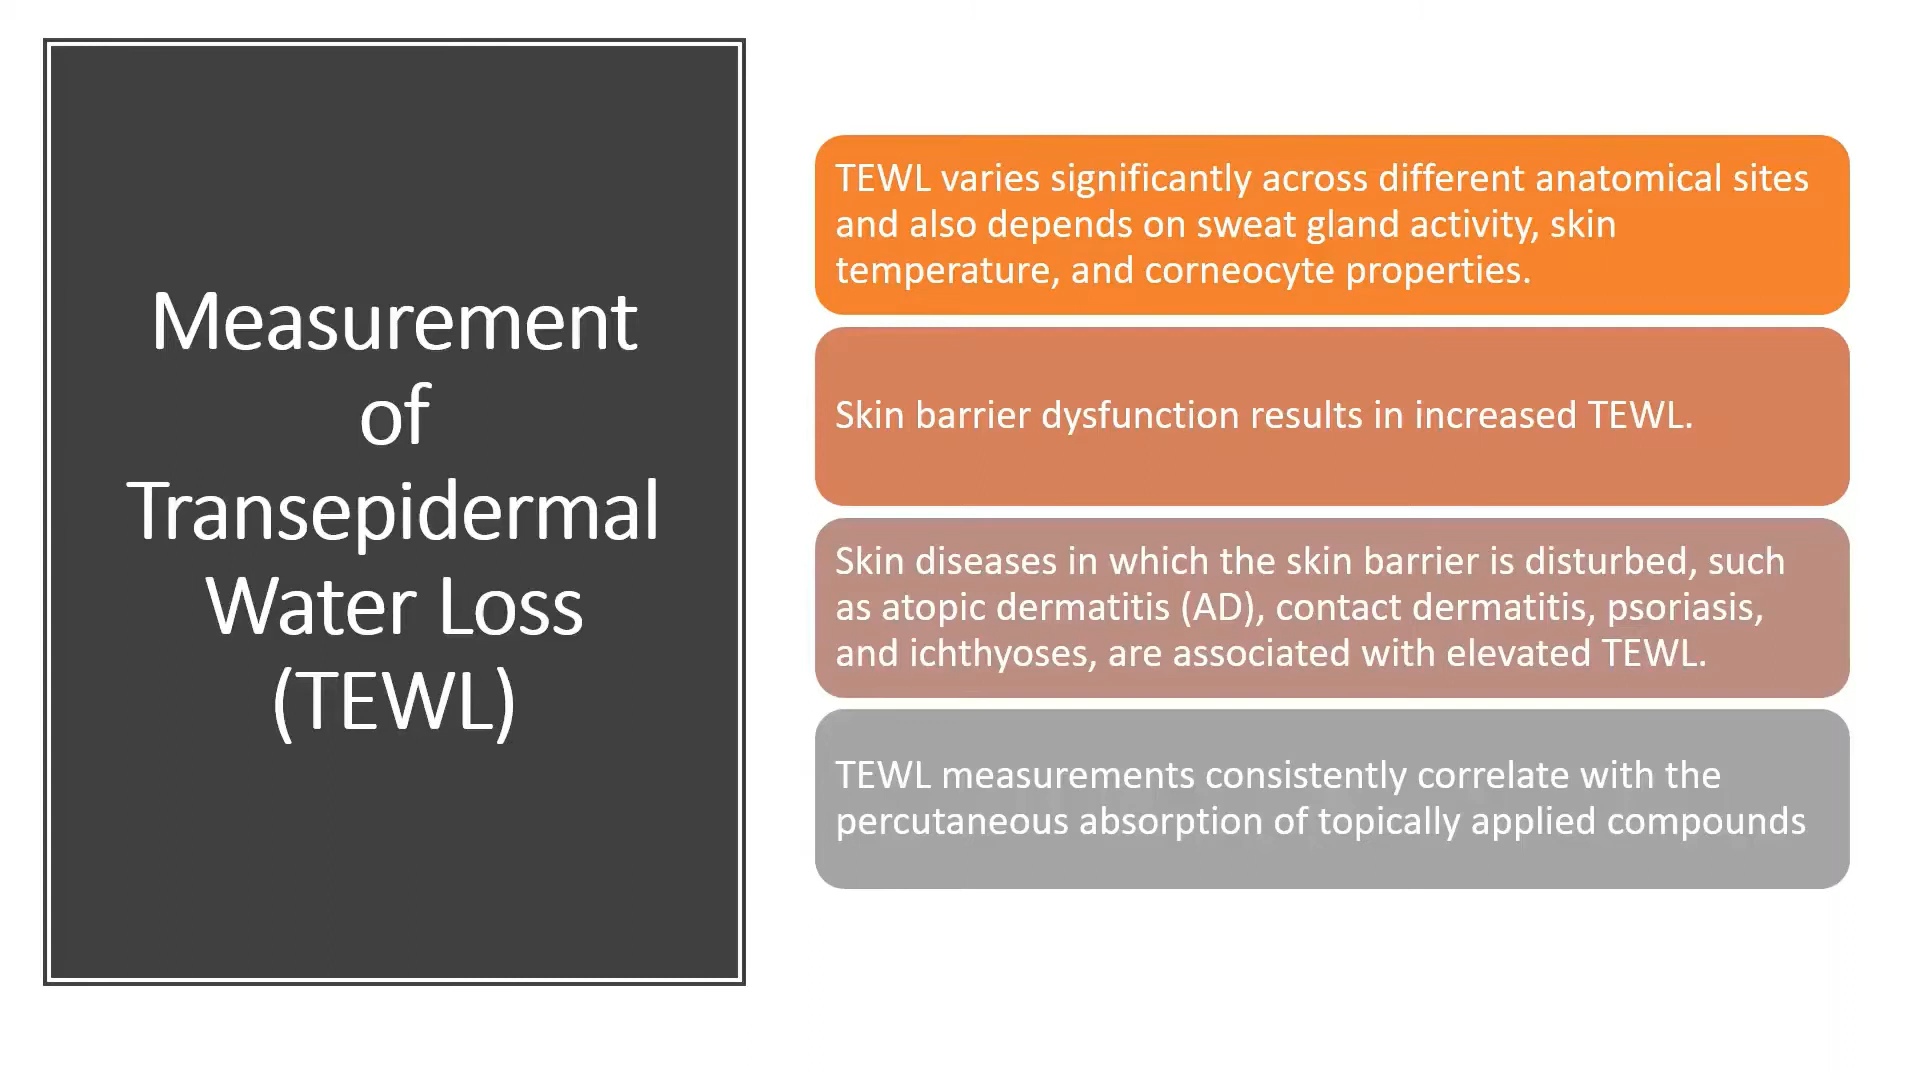 Measurement
of
Transepidermal
Water Loss
(TEWL)
TEWL varies significantly across different anatomical sites
and also depends on sweat gland activity, skin
temperature, and corneocyte properties.
Skin barrier dysfunction results in increased TEWL.
Skin diseases in which the skin barrier is disturbed, such
as atopic dermatitis (AD), contact dermatitis, psoriasis,
and ichthyoses, are associated with elevated TEWL.
TEWL measurements consistently correlate with the
percutaneous absorption of topically applied compounds